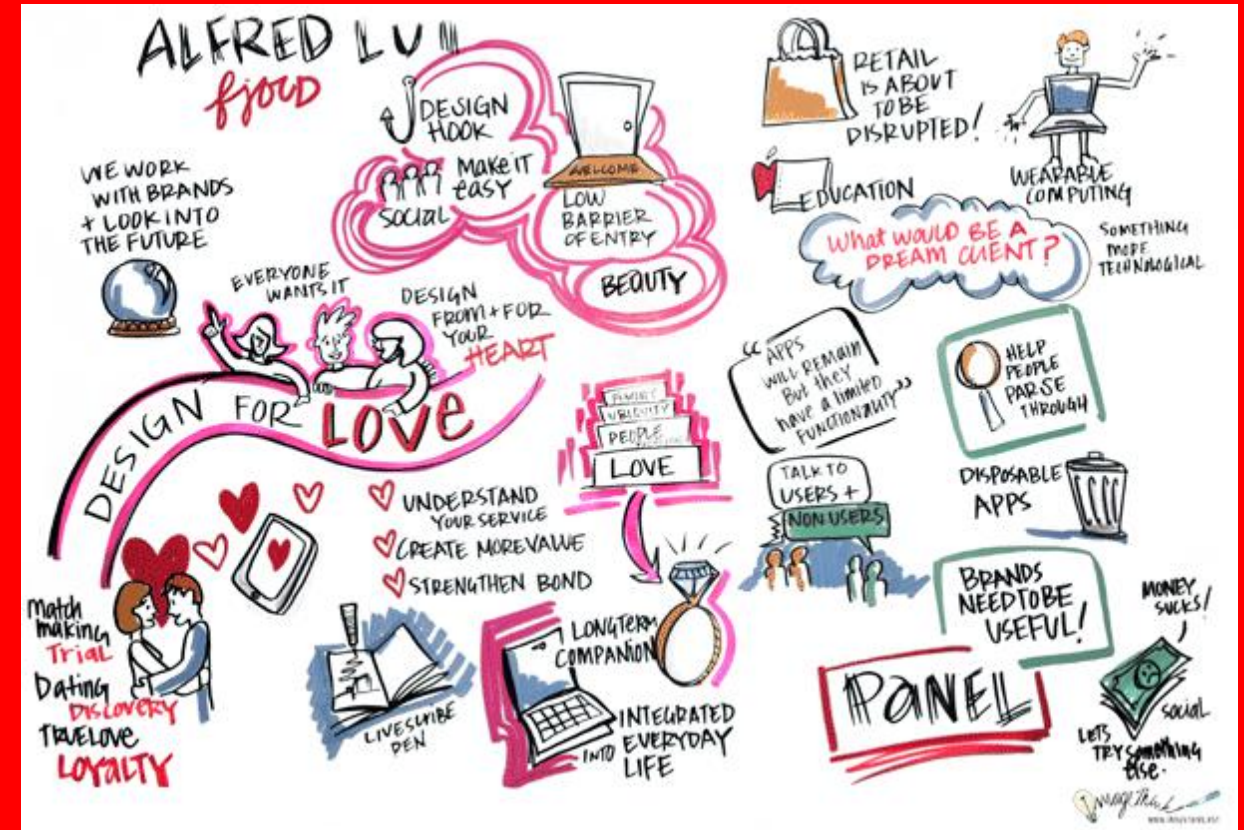 ALFRED LUI
fjord
WE WORK
WITH BRANDS
+ LOOK INTO
THE FUTURE
DESIGN
HOOK
MAKE IT
EASY
SOCIAL
WELCOME
LOW
BARRIER
OF ENTRY
BEAUTY
EVERYONE
WANTS IT
DESIGN
FROM + FOR
YOUR
HEART
DESIGN FOR LOVE
UNDERSTAND
YOUR SERVICE
CREATE MORE VALUE
STRENGTHEN BOND
Match
making
Trial
Dating
Discovery
TRUE LOVE
LOYALTY
LIVESCRIBE
PEN
UBIQUITY
PEOPLE
LOVE
LONGTERM
COMPANION
INTEGRATED
INTO EVERYDAY
LIFE
RETAIL
IS ABOUT
TO BE
DISRUPTED!
WEARABLE
COMPUTING
EDUCATION
What would BE A
DREAM CLIENT?
SOMETHING
MORE
TECHNOLOGICAL
"APPS
WILL REMAIN
But they
have a limited
FUNCTIONALITY"
HELP
PEOPLE
PARSE
THROUGH
TALK TO
USERS +
NON USERS
DISPOSABLE
APPS
BRANDS
NEED TO BE
USEFUL!
PANEL
MONEY
SUCKS!
social
LETS
TRY something
else.
ImageThink